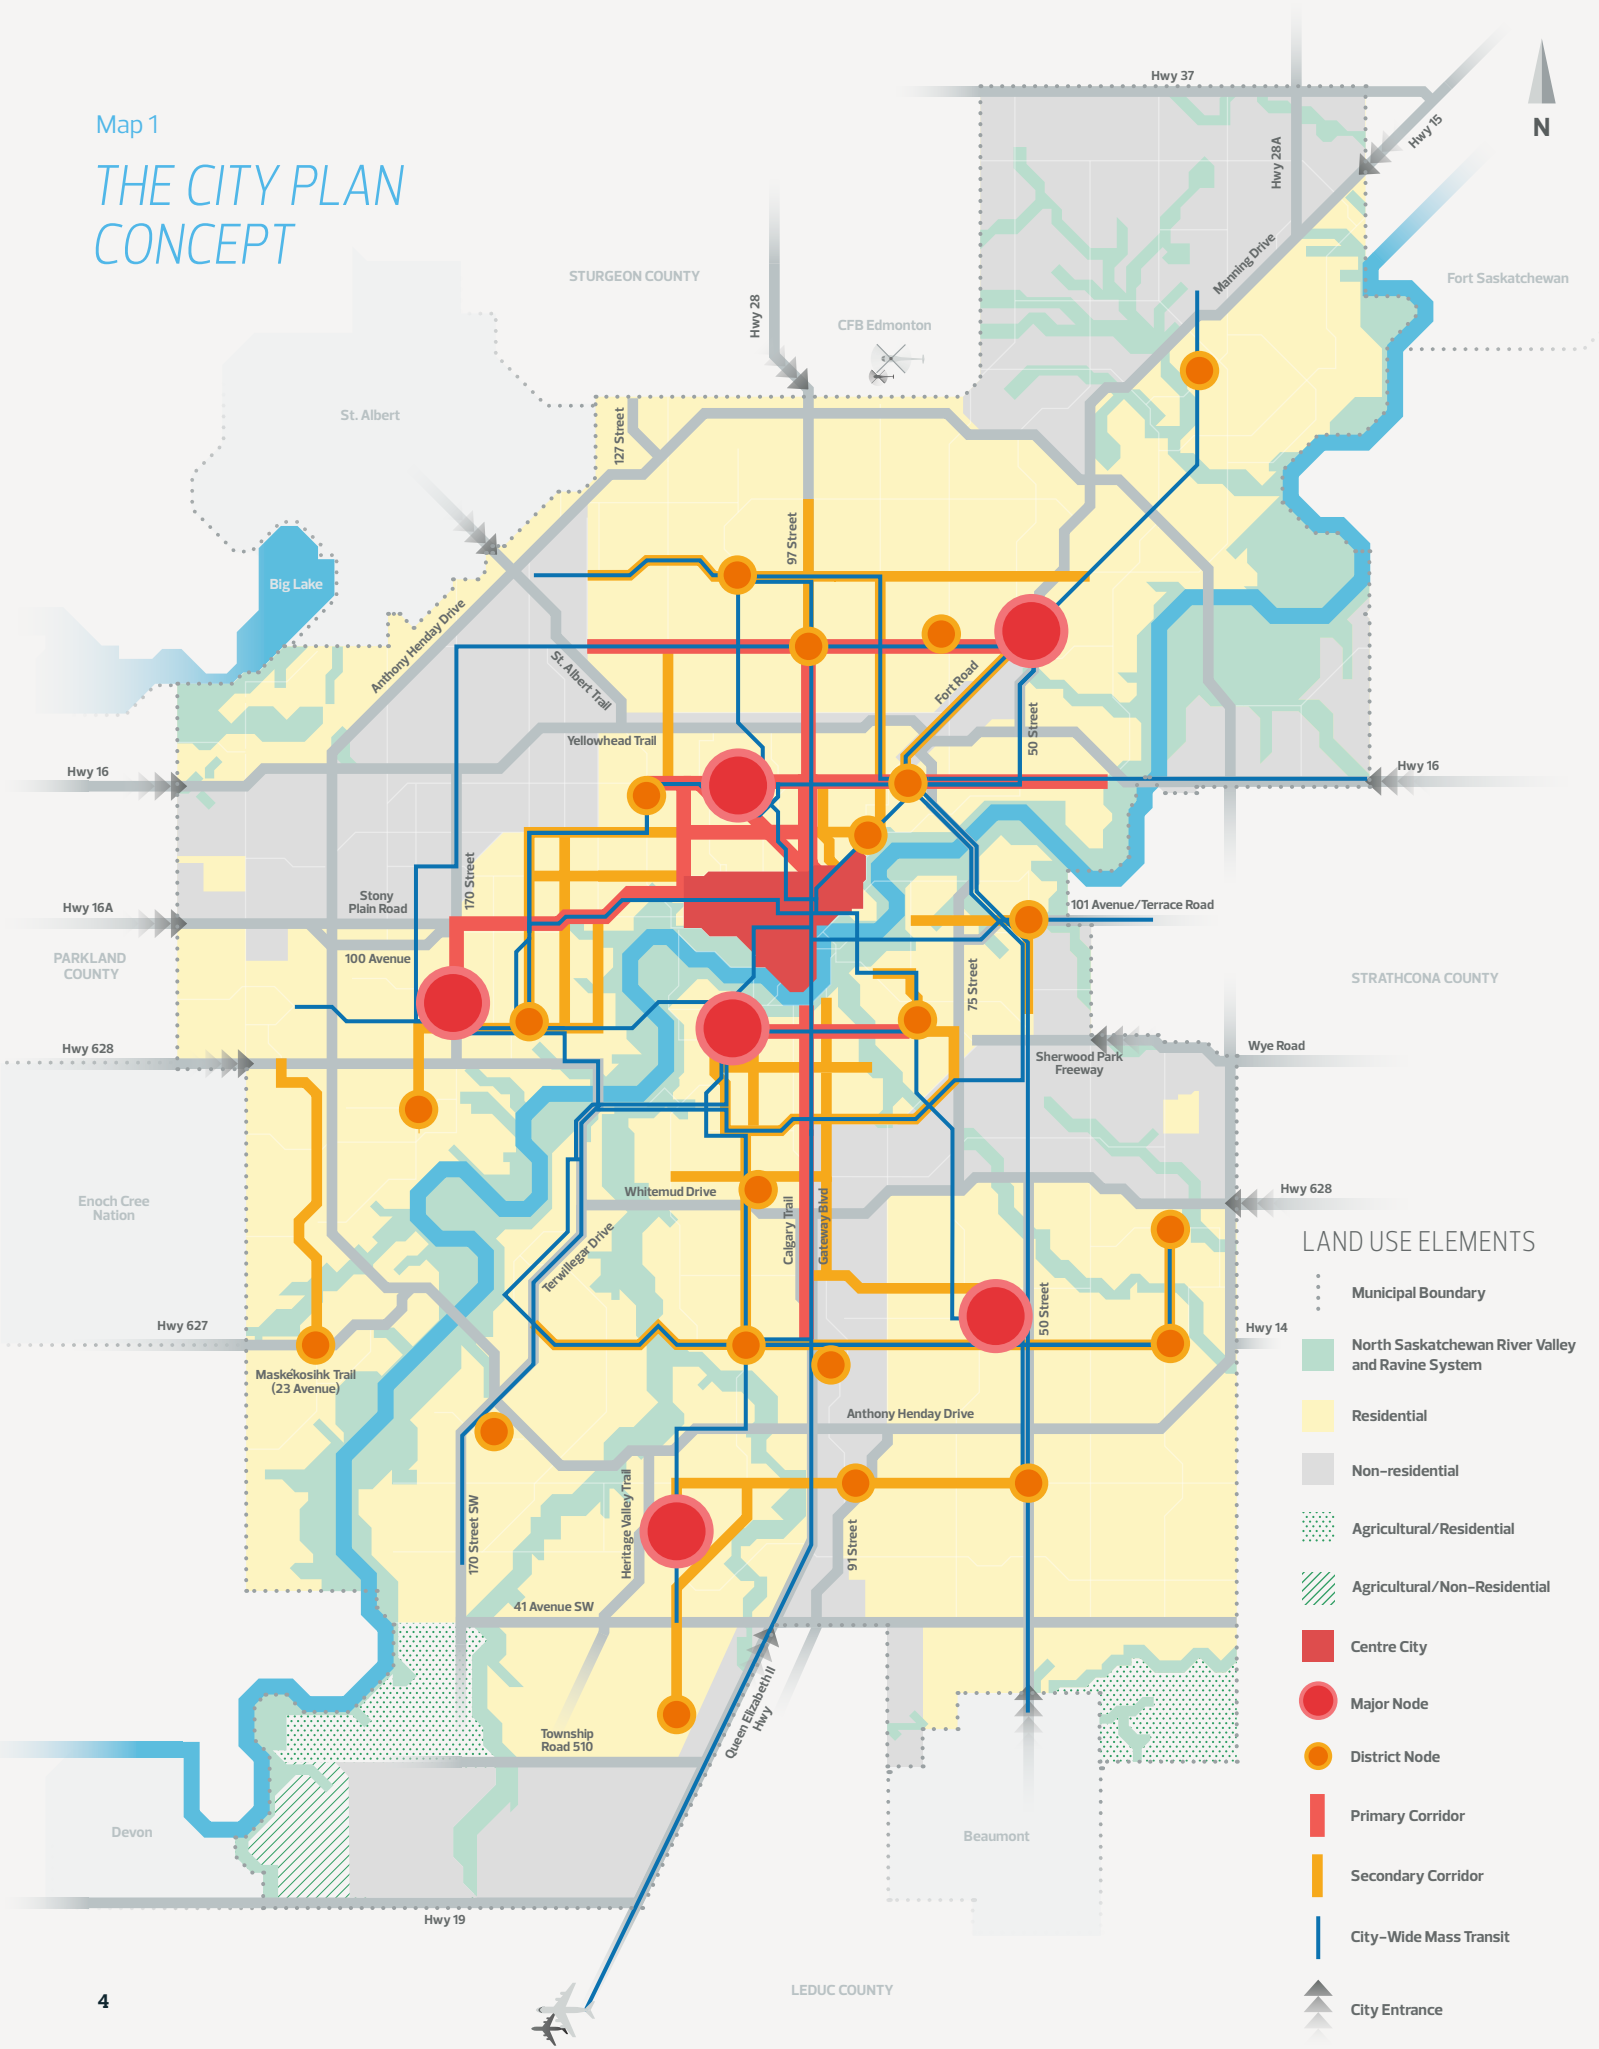 Map 1
THE CITY PLAN
CONCEPT
Hwy 37
N
Hwy 15
Hwy 28A
Manning Drive
STURGEON COUNTY
Fort Saskatchewan
Hwy 28
CFB Edmonton
St. Albert
127 Street
97 Street
Big Lake
Anthony Henday Drive
St. Albert Trail
Fort Road
50 Street
Yellowhead Trail
Hwy 16
Hwy 16
170 Street
Stony
Plain Road
Hwy 16A
101 Avenue/Terrace Road
100 Avenue
PARKLAND
COUNTY
75 Street
STRATHCONA COUNTY
Hwy 628
Wye Road
Sherwood Park
Freeway
Enoch Cree
Nation
Whitemud Drive
Hwy 628
Calgary Trail
Gateway Blvd
Terwillegar Drive
50 Street
Hwy 627
Hwy 14
Maskêkosihk Trail
(23 Avenue)
Anthony Henday Drive
170 Street SW
Heritage Valley Trail
91 Street
41 Avenue SW
Queen Elizabeth II
Hwy
Township
Road 510
Devon
Beaumont
Hwy 19
LEDUC COUNTY
LAND USE ELEMENTS
Municipal Boundary
North Saskatchewan River Valley
and Ravine System
Residential
Non-residential
Agricultural/Residential
Agricultural/Non-Residential
Centre City
Major Node
District Node
Primary Corridor
Secondary Corridor
City-Wide Mass Transit
City Entrance
4